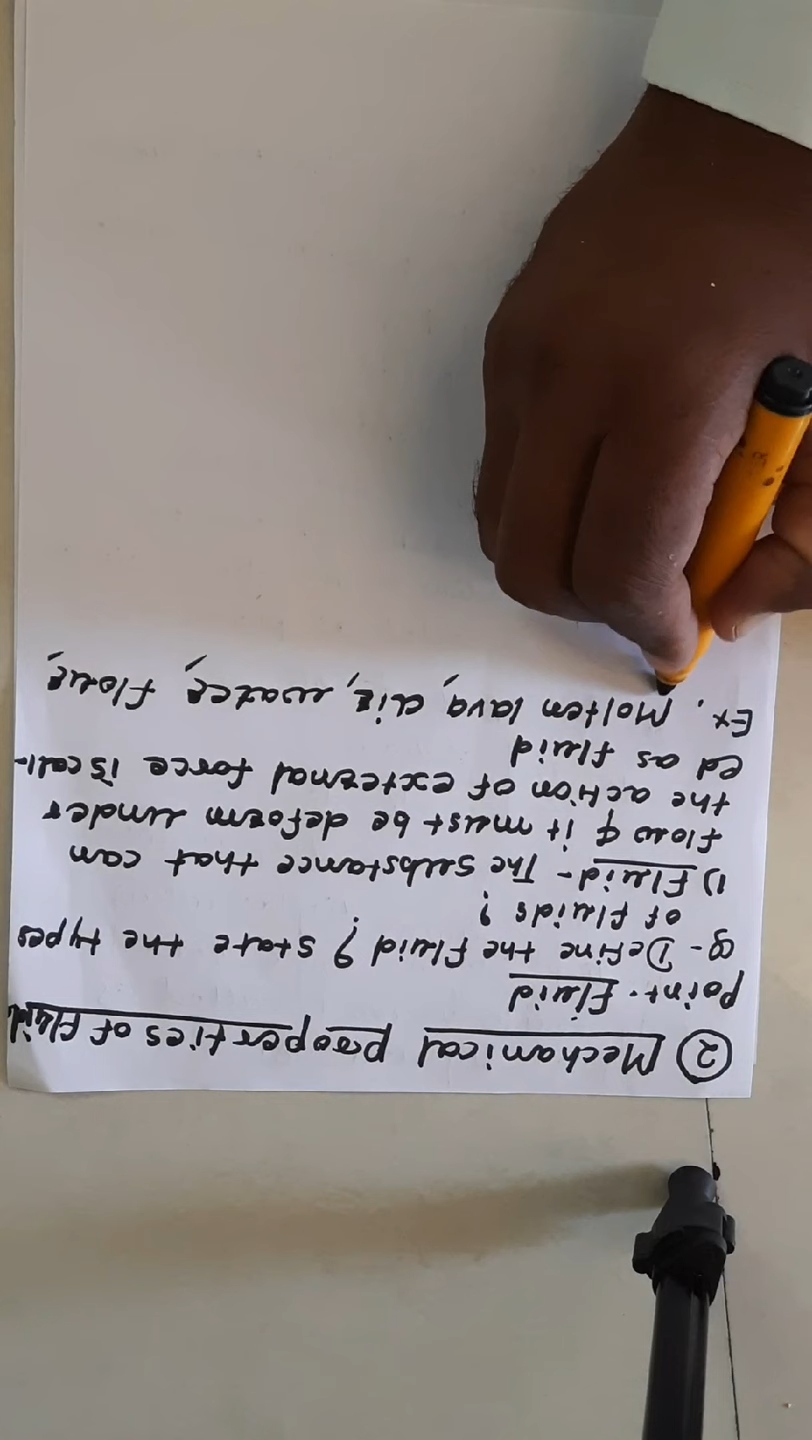 ② Mechanical properties of Fluid
Point - Fluid
Q - Define the fluid? State the types
of fluids?
1) Fluid - The substance that can
flow & it must be deform under
the action of external force is call-
ed as fluid
Ex. Molten lava, air, water, flour,